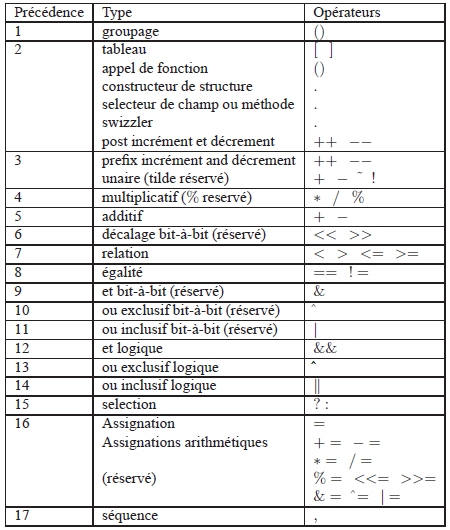 Précédence Type Opérateurs
1 groupage ()
2 tableau [ ]
appel de fonction ()
constructeur de structure .
selecteur de champ ou méthode .
swizzler .
post incrément et décrement ++ −−
3 prefix incrément and décrement ++ −−
unaire (tilde réservé) + − ~ !
4 multiplicatif (% reservé) ∗ / %
5 additif + −
6 décalage bit-à-bit (réservé) << >>
7 relation < > <= >=
8 égalité == ! =
9 et bit-à-bit (réservé) &
10 ou exclusif bit-à-bit (réservé) ^
11 ou inclusif bit-à-bit (réservé) |
12 et logique &&
13 ou exclusif logique ^
14 ou inclusif logique ||
15 selection ? :
16 Assignation =
Assignations arithmétiques + = − =
∗ = / =
(réservé) % = <<= >>=
& = ^= | =
17 séquence ,